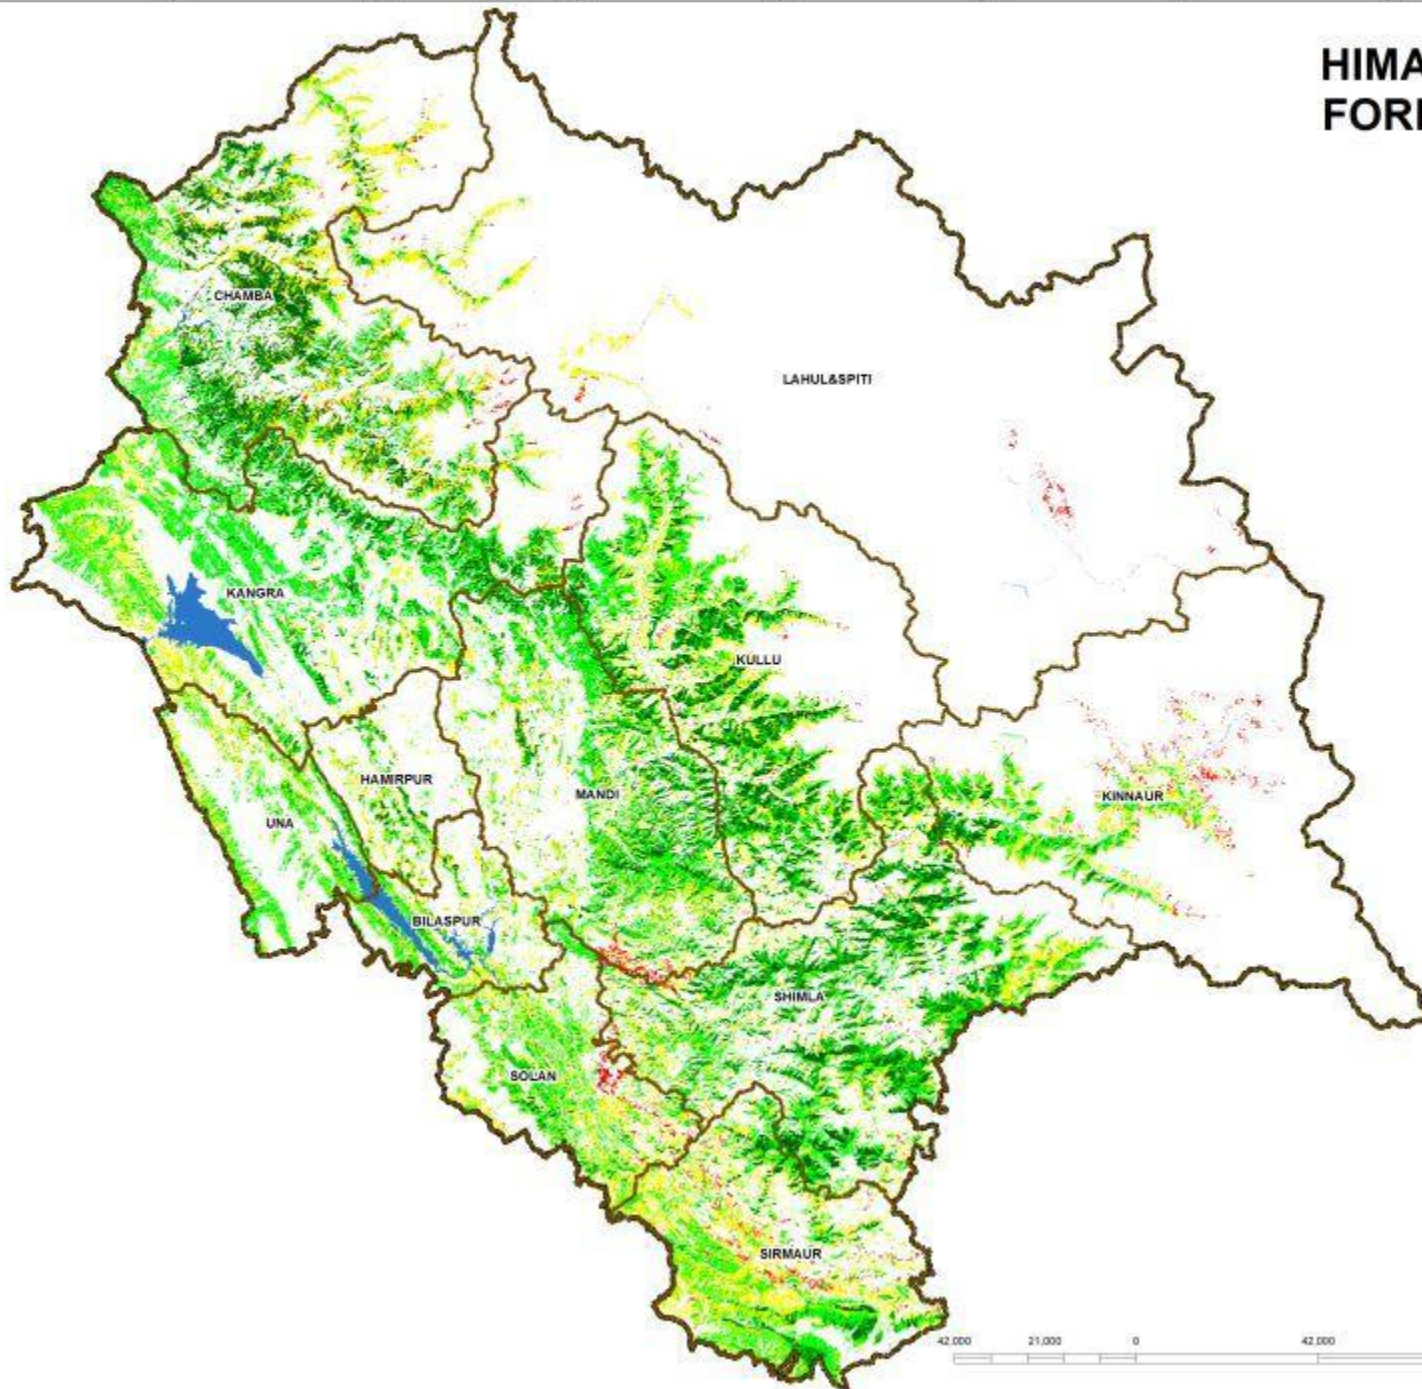 HIMA
FORE
CHAMBA
LAHUL&SPITI
KANGRA
KULLU
HAMIRPUR
MANDI
KINNAUR
UNA
BILASPUR
SHIMLA
SOLAN
SIRMAUR
42,000 21,000 0 42,000